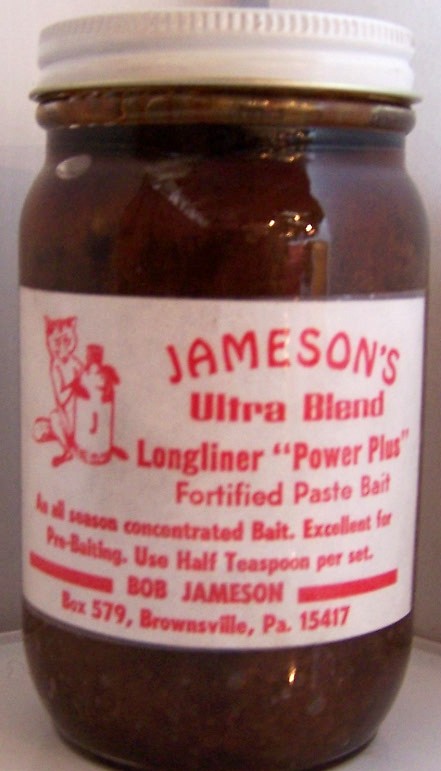 JAMESON'S
Ultra Blend
Longliner "Power Plus"
Fortified Paste Bait
An all season concentrated Bait. Excellent for
Pre-Baiting. Use Half Teaspoon per set.
BOB JAMESON
Box 579, Brownsville, Pa. 15417
J